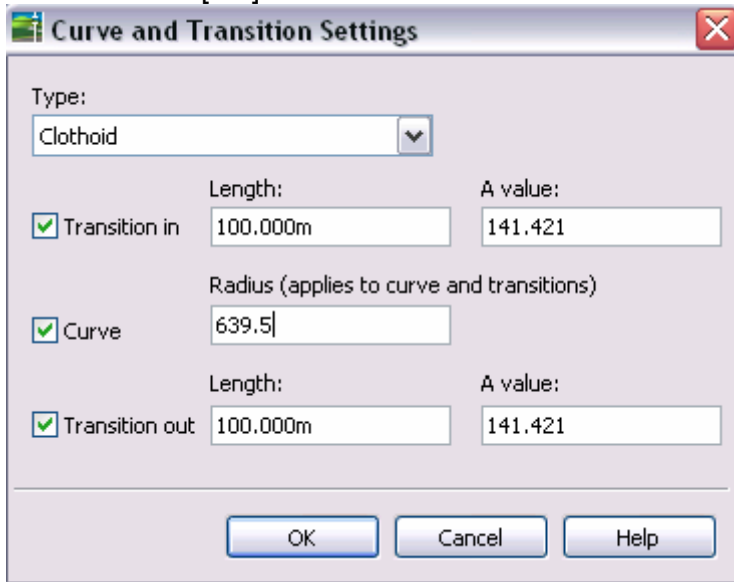 Curve and Transition Settings
Type:
Clothoid
Length: A value:
Transition in 100.000m 141.421
Radius (applies to curve and transitions)
Curve 639.5
Length: A value:
Transition out 100.000m 141.421
OK Cancel Help